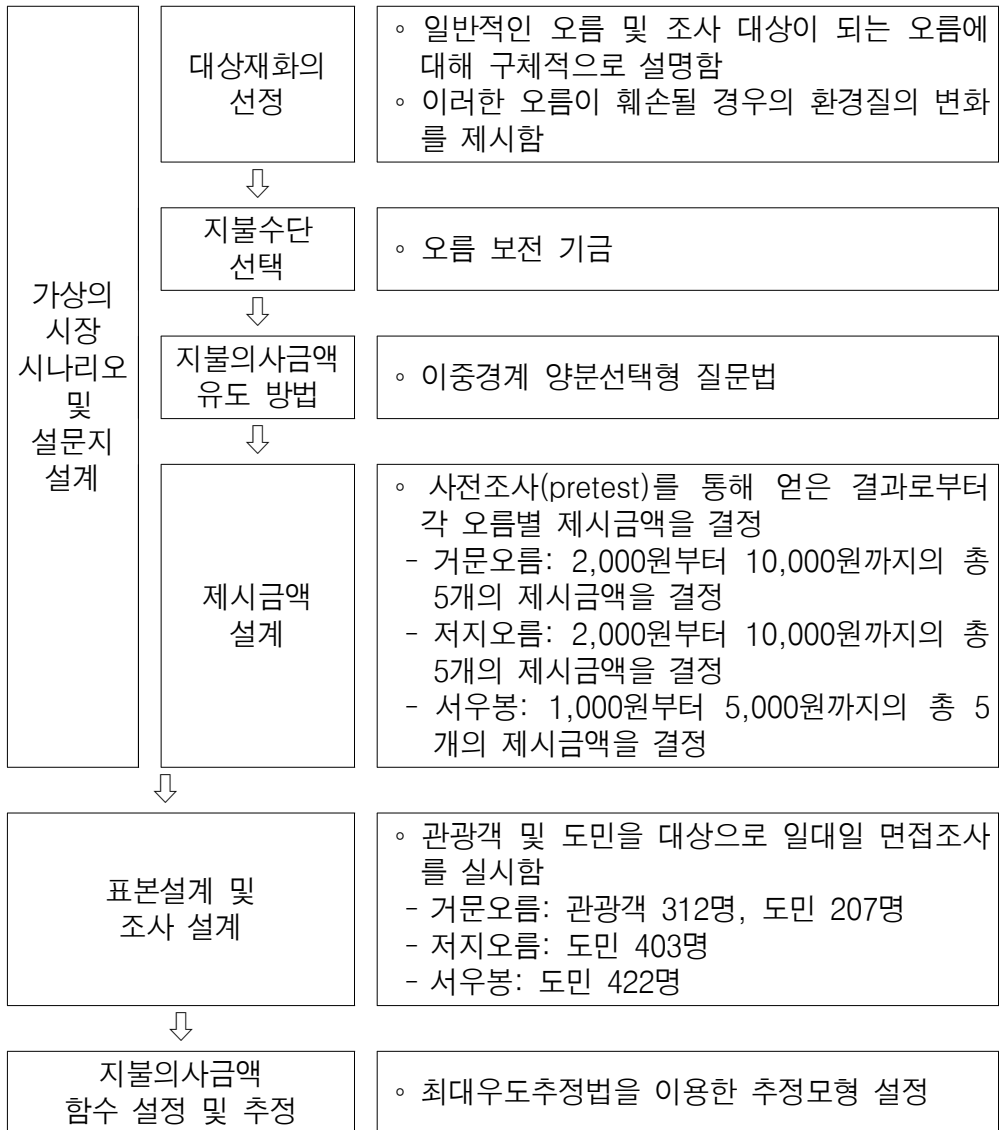 가상의
시장
시나리오
및
설문지
설계
대상재화의
선정
◦ 일반적인 오름 및 조사 대상이 되는 오름에
대해 구체적으로 설명함
◦ 이러한 오름이 훼손될 경우의 환경질의 변화
를 제시함
⇩
지불수단
선택
◦ 오름 보전 기금
⇩
지불의사금액
유도 방법
◦ 이중경계 양분선택형 질문법
⇩
제시금액
설계
◦ 사전조사(pretest)를 통해 얻은 결과로부터
각 오름별 제시금액을 결정
- 거문오름: 2,000원부터 10,000원까지의 총
5개의 제시금액을 결정
- 저지오름: 2,000원부터 10,000원까지의 총
5개의 제시금액을 결정
- 서우봉: 1,000원부터 5,000원까지의 총 5
개의 제시금액을 결정
⇩
표본설계 및
조사 설계
◦ 관광객 및 도민을 대상으로 일대일 면접조사
를 실시함
- 거문오름: 관광객 312명, 도민 207명
- 저지오름: 도민 403명
- 서우봉: 도민 422명
⇩
지불의사금액
함수 설정 및 추정
◦ 최대우도추정법을 이용한 추정모형 설정